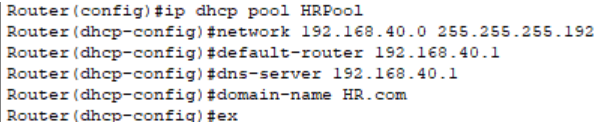 Router(config)#ip dhcp pool HRPool
Router(dhcp-config)#network 192.168.40.0 255.255.255.192
Router(dhcp-config)#default-router 192.168.40.1
Router(dhcp-config)#dns-server 192.168.40.1
Router(dhcp-config)#domain-name HR.com
Router(dhcp-config)#ex